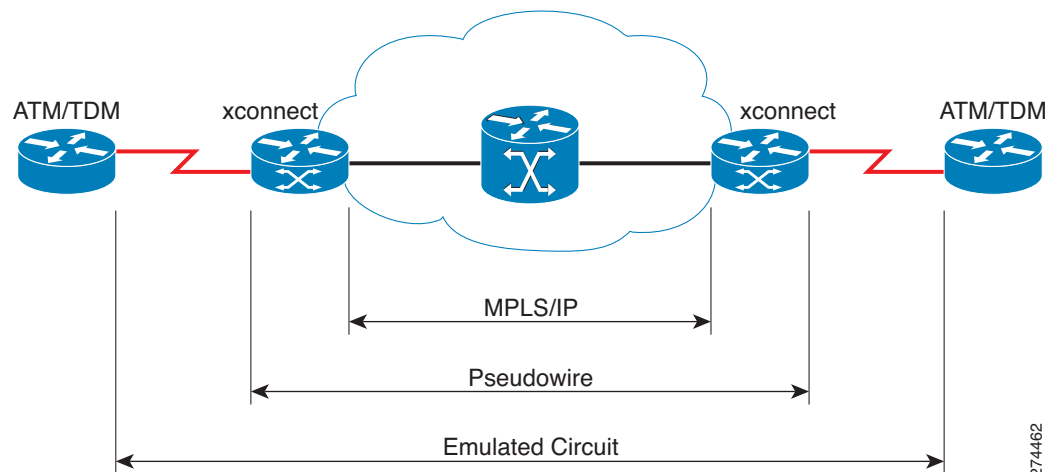 ATM/TDM
xconnect
xconnect
ATM/TDM
MPLS/IP
Pseudowire
Emulated Circuit
274462